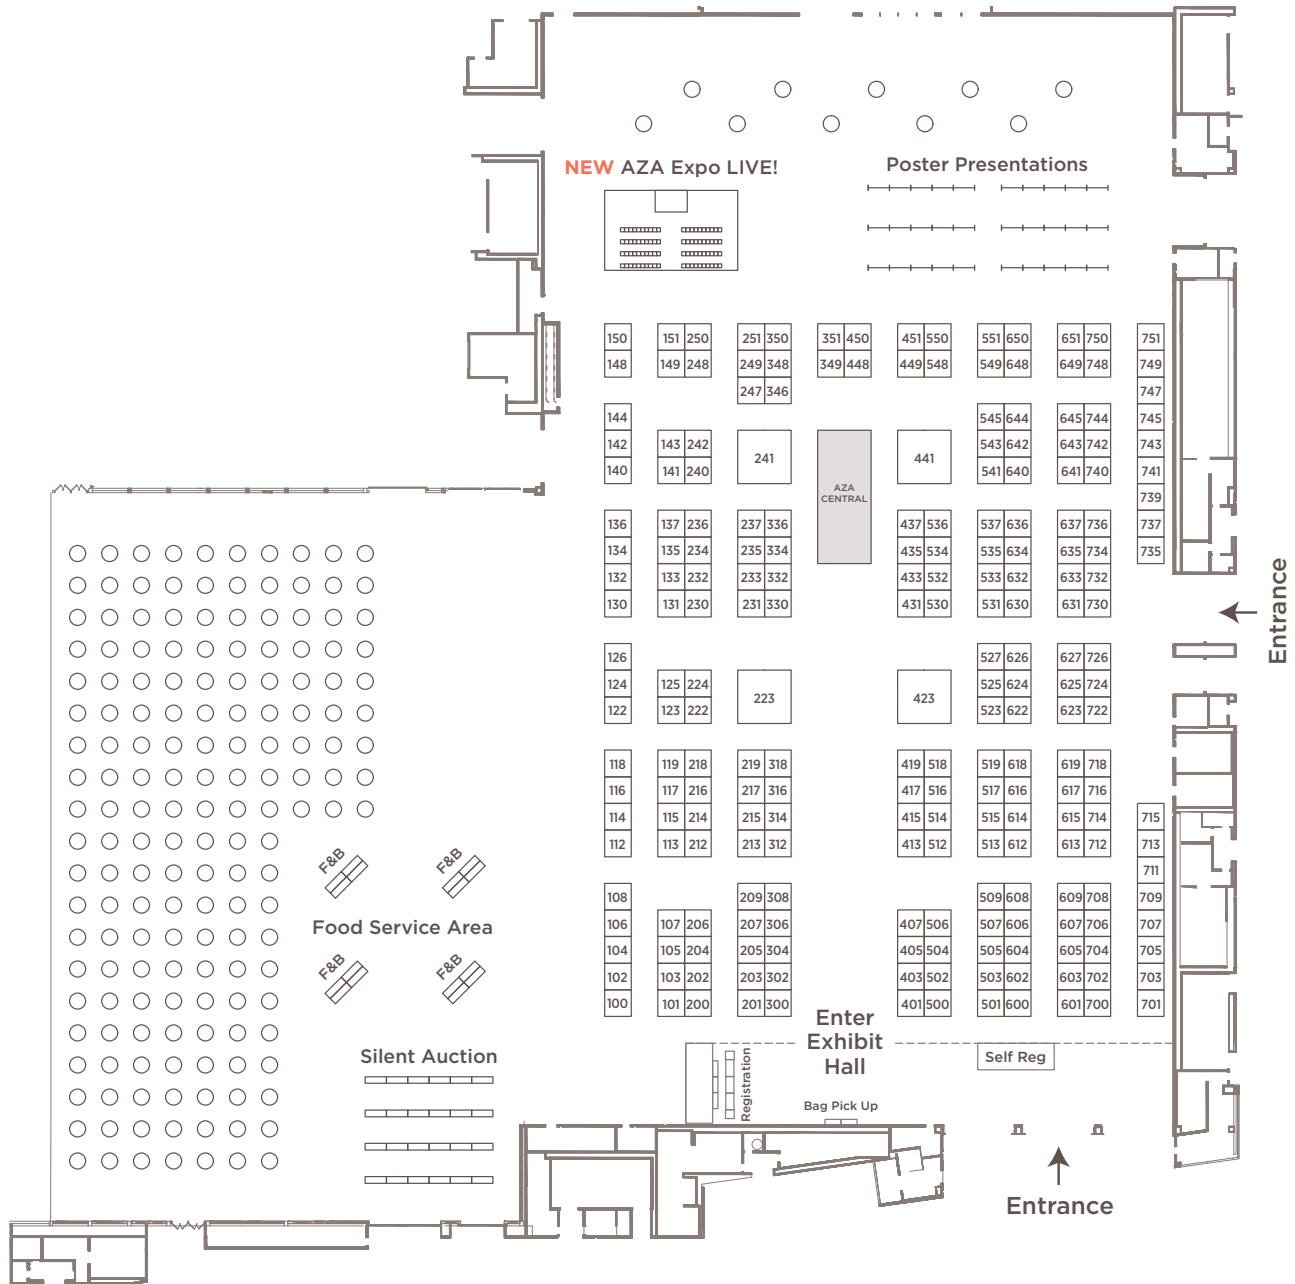 NEW AZA Expo LIVE!
Poster Presentations
150 151 250 251 350 351 450 451 550 551 650 651 750 751
148 149 248 249 348 349 448 449 548 549 648 649 748 749
247 346 747
144 545 644 645 744 745
142 143 242 241 441 543 642 643 742 743
140 141 240 541 640 641 740 741
AZA
CENTRAL
739
136 137 236 237 336 437 536 537 636 637 736 737
134 135 234 235 334 435 534 535 634 635 734 735
132 133 232 233 332 433 532 533 632 633 732
130 131 230 231 330 431 530 531 630 631 730
Entrance
126 527 626 627 726
124 125 224 223 423 525 624 625 724
122 123 222 523 622 623 722
118 119 218 219 318 419 518 519 618 619 718
116 117 216 217 316 417 516 517 616 617 716
114 115 214 215 314 415 514 515 614 615 714 715
112 113 212 213 312 413 512 513 612 613 712 713
711
108 209 308 509 608 609 708 709
106 107 206 207 306 407 506 507 606 607 706 707
104 105 204 205 304 405 504 505 604 605 704 705
102 103 202 203 302 403 502 503 602 603 702 703
100 101 200 201 300 401 500 501 600 601 700 701
F&B F&B
Food Service Area
F&B F&B
Silent Auction
Enter
Exhibit
Hall
Registration
Self Reg
Bag Pick Up
Entrance